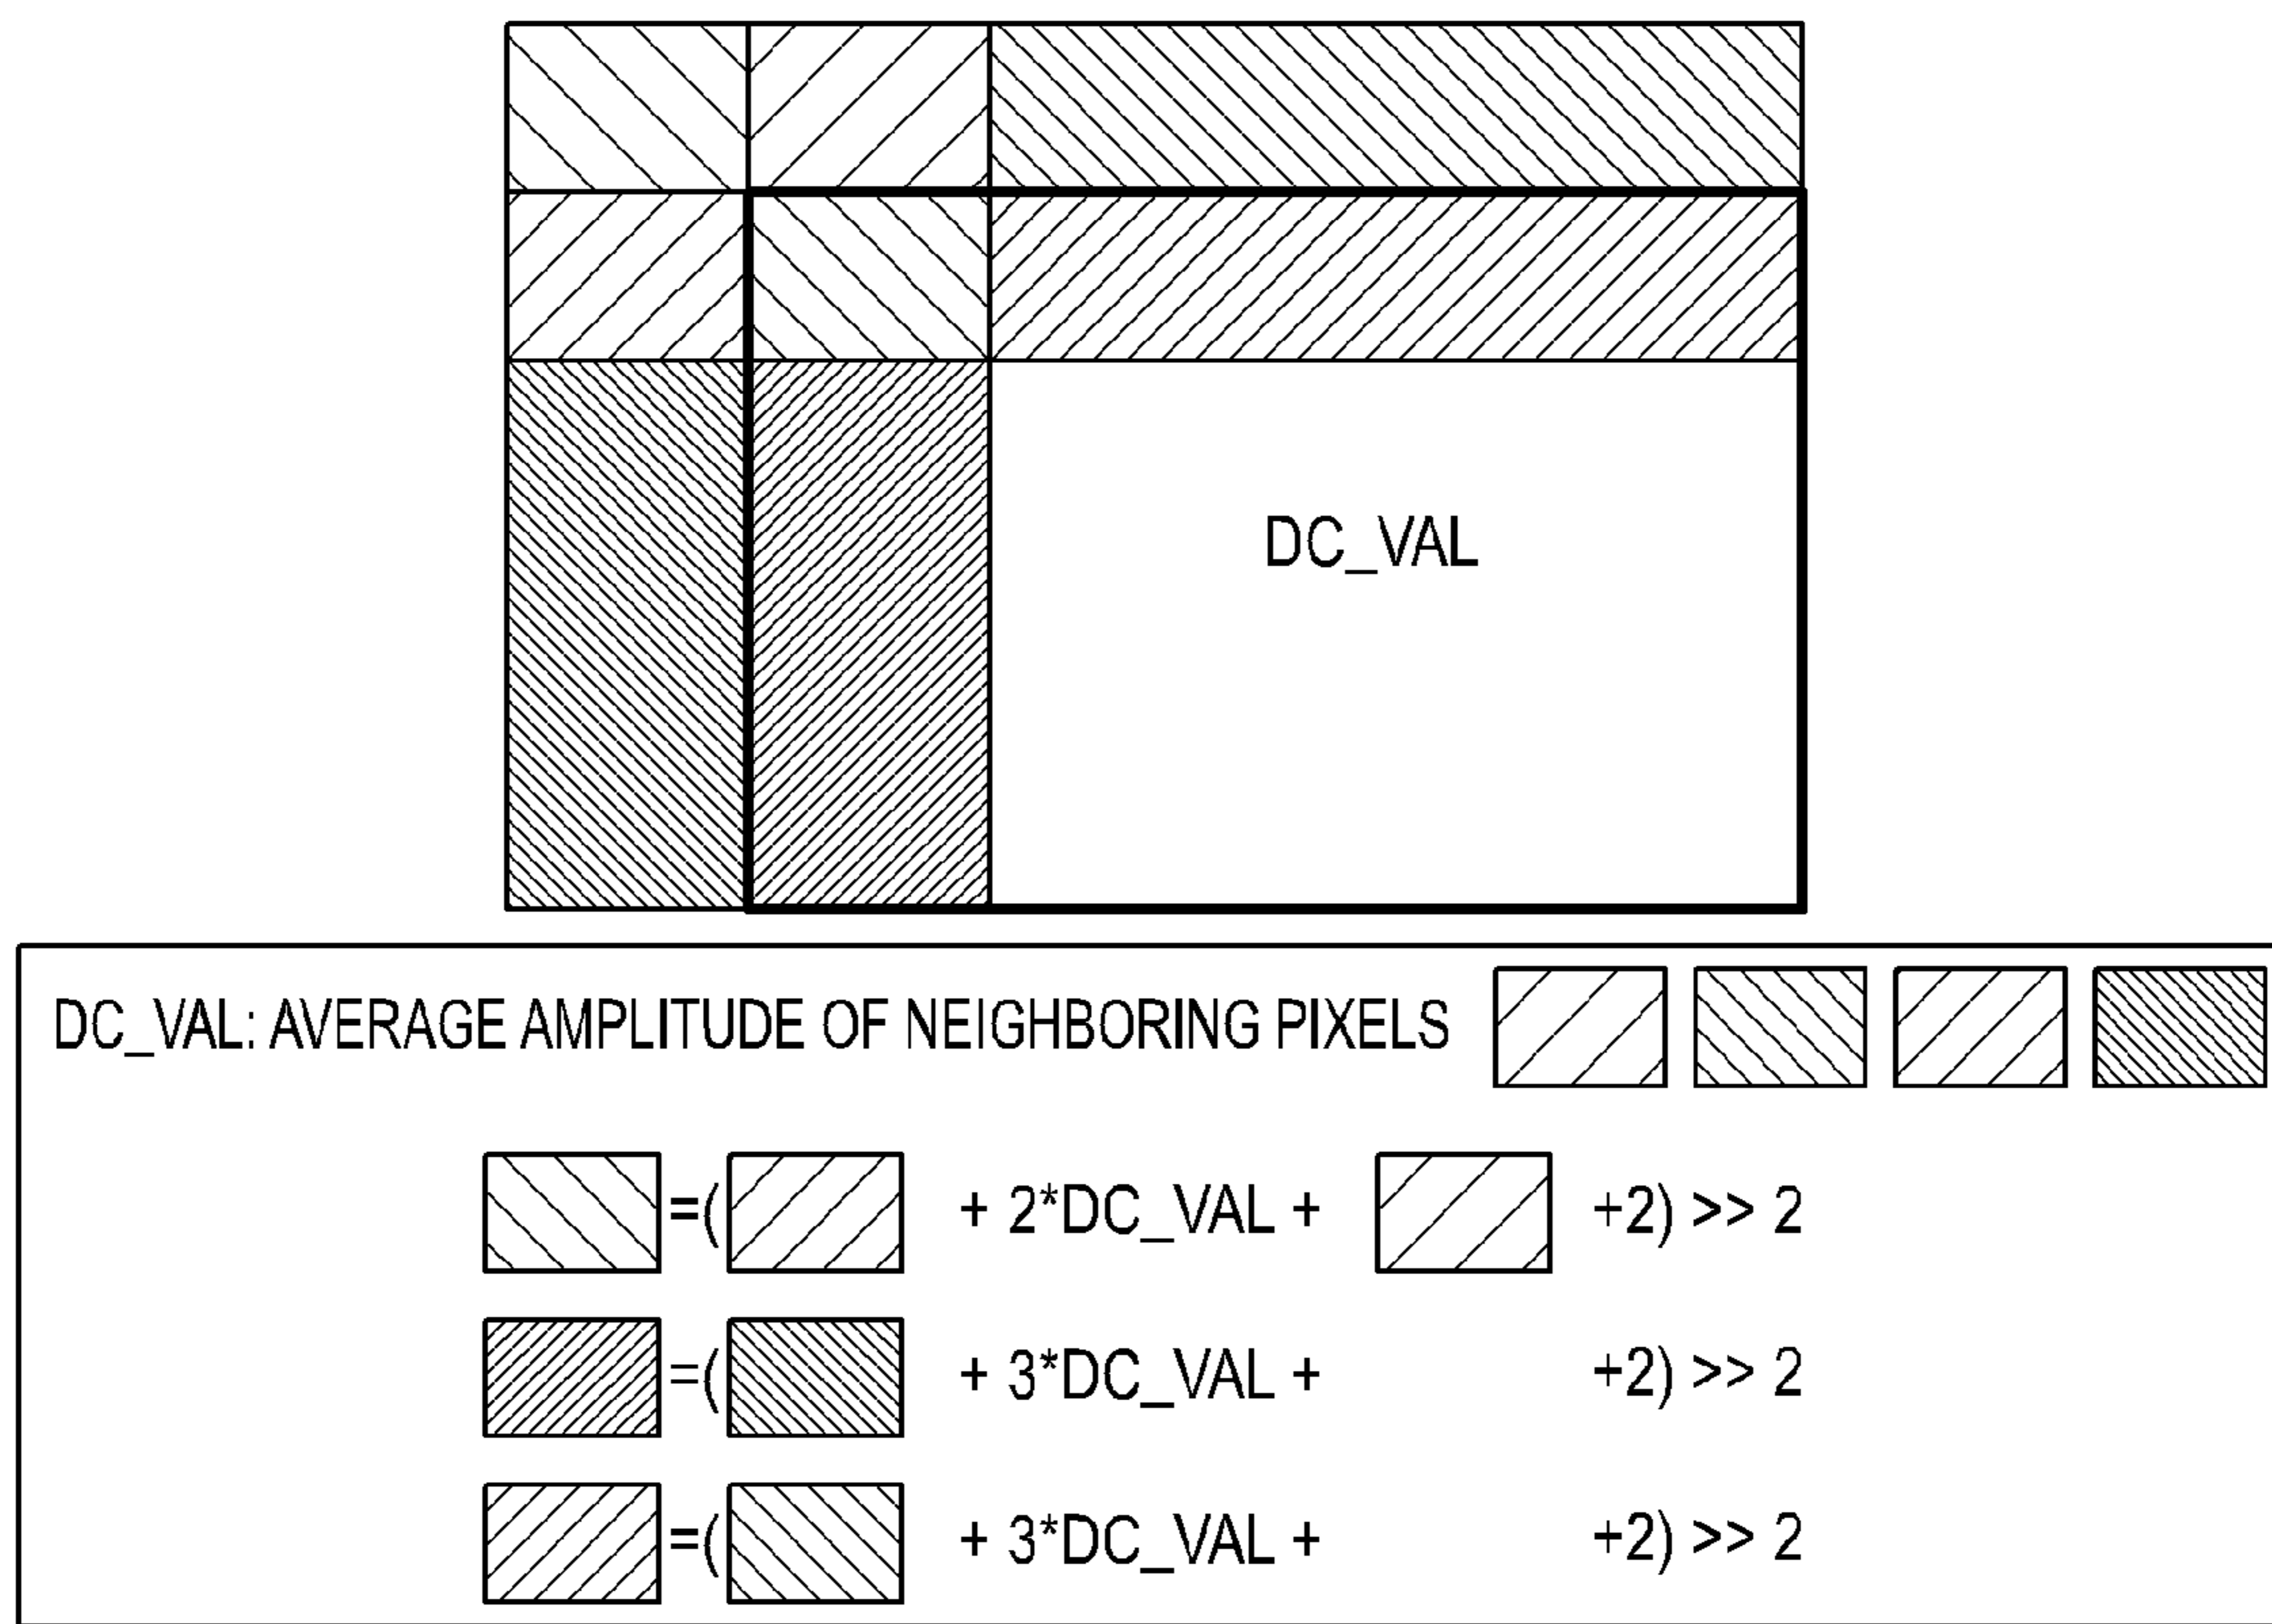 DC_VAL
DC_VAL: AVERAGE AMPLITUDE OF NEIGHBORING PIXELS
=( + 2*DC_VAL + +2) >> 2
=( + 3*DC_VAL + +2) >> 2
=( + 3*DC_VAL + +2) >> 2